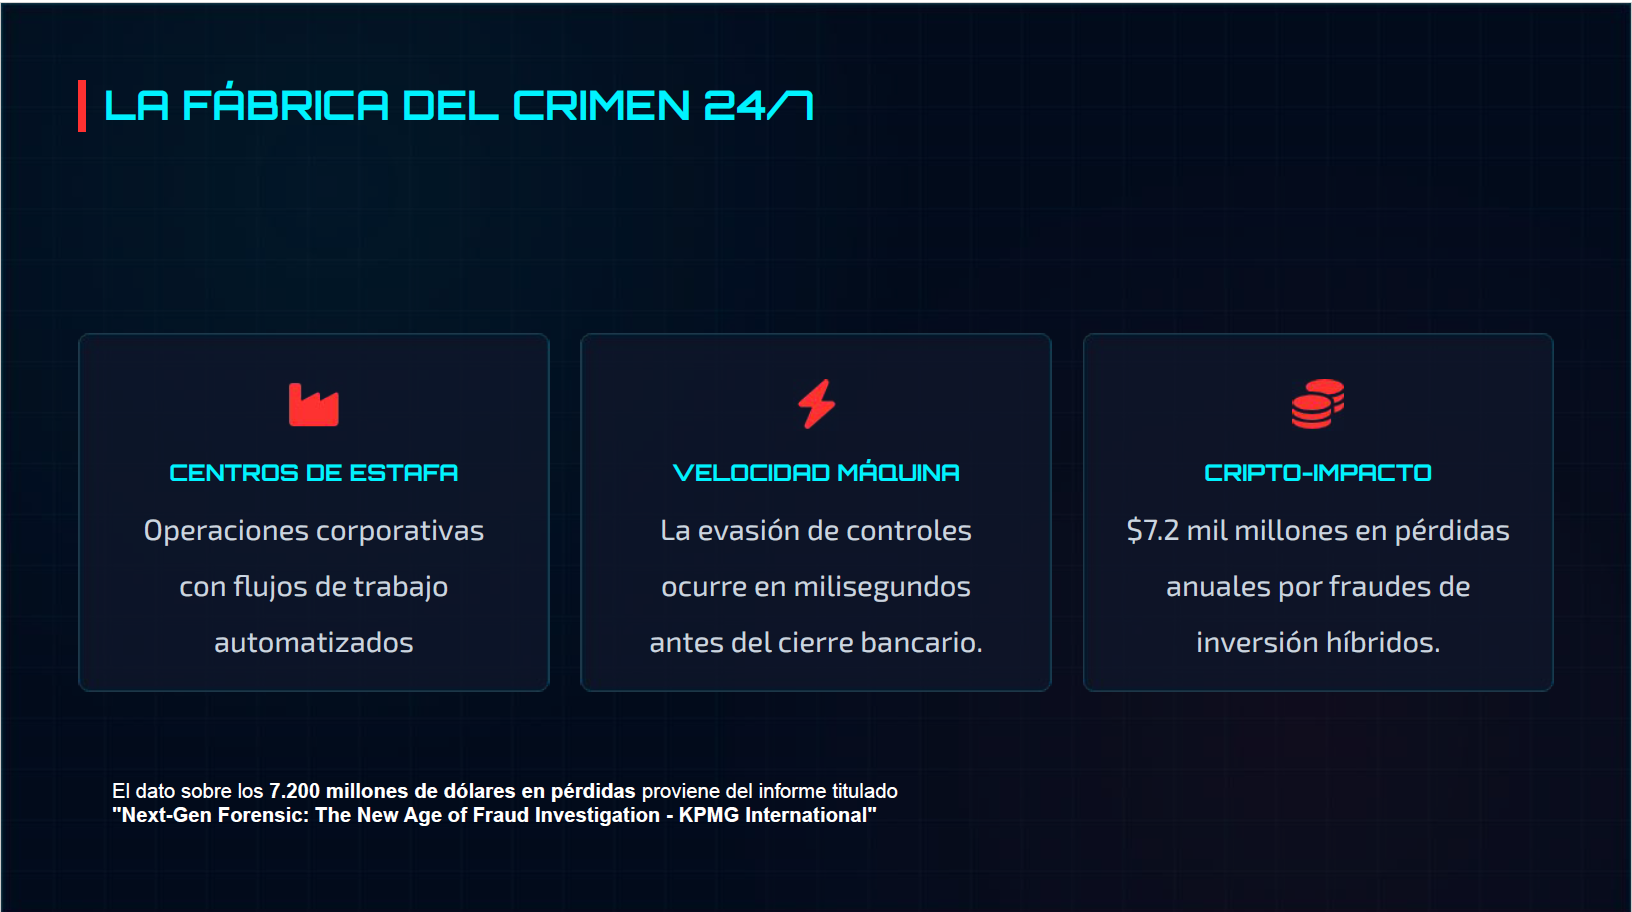 LA FÁBRICA DEL CRIMEN 24/7
CENTROS DE ESTAFA
Operaciones corporativas
con flujos de trabajo
automatizados
VELOCIDAD MÁQUINA
La evasión de controles
ocurre en milisegundos
antes del cierre bancario.
CRIPTO-IMPACTO
$7.2 mil millones en pérdidas
anuales por fraudes de
inversión híbridos.
El dato sobre los 7.200 millones de dólares en pérdidas proviene del informe titulado
"Next-Gen Forensic: The New Age of Fraud Investigation - KPMG International"